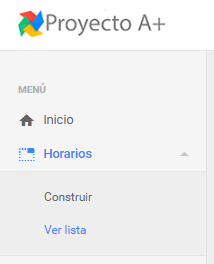 Proyecto A+
MENÚ
Inicio
Horarios
Construir
Ver lista